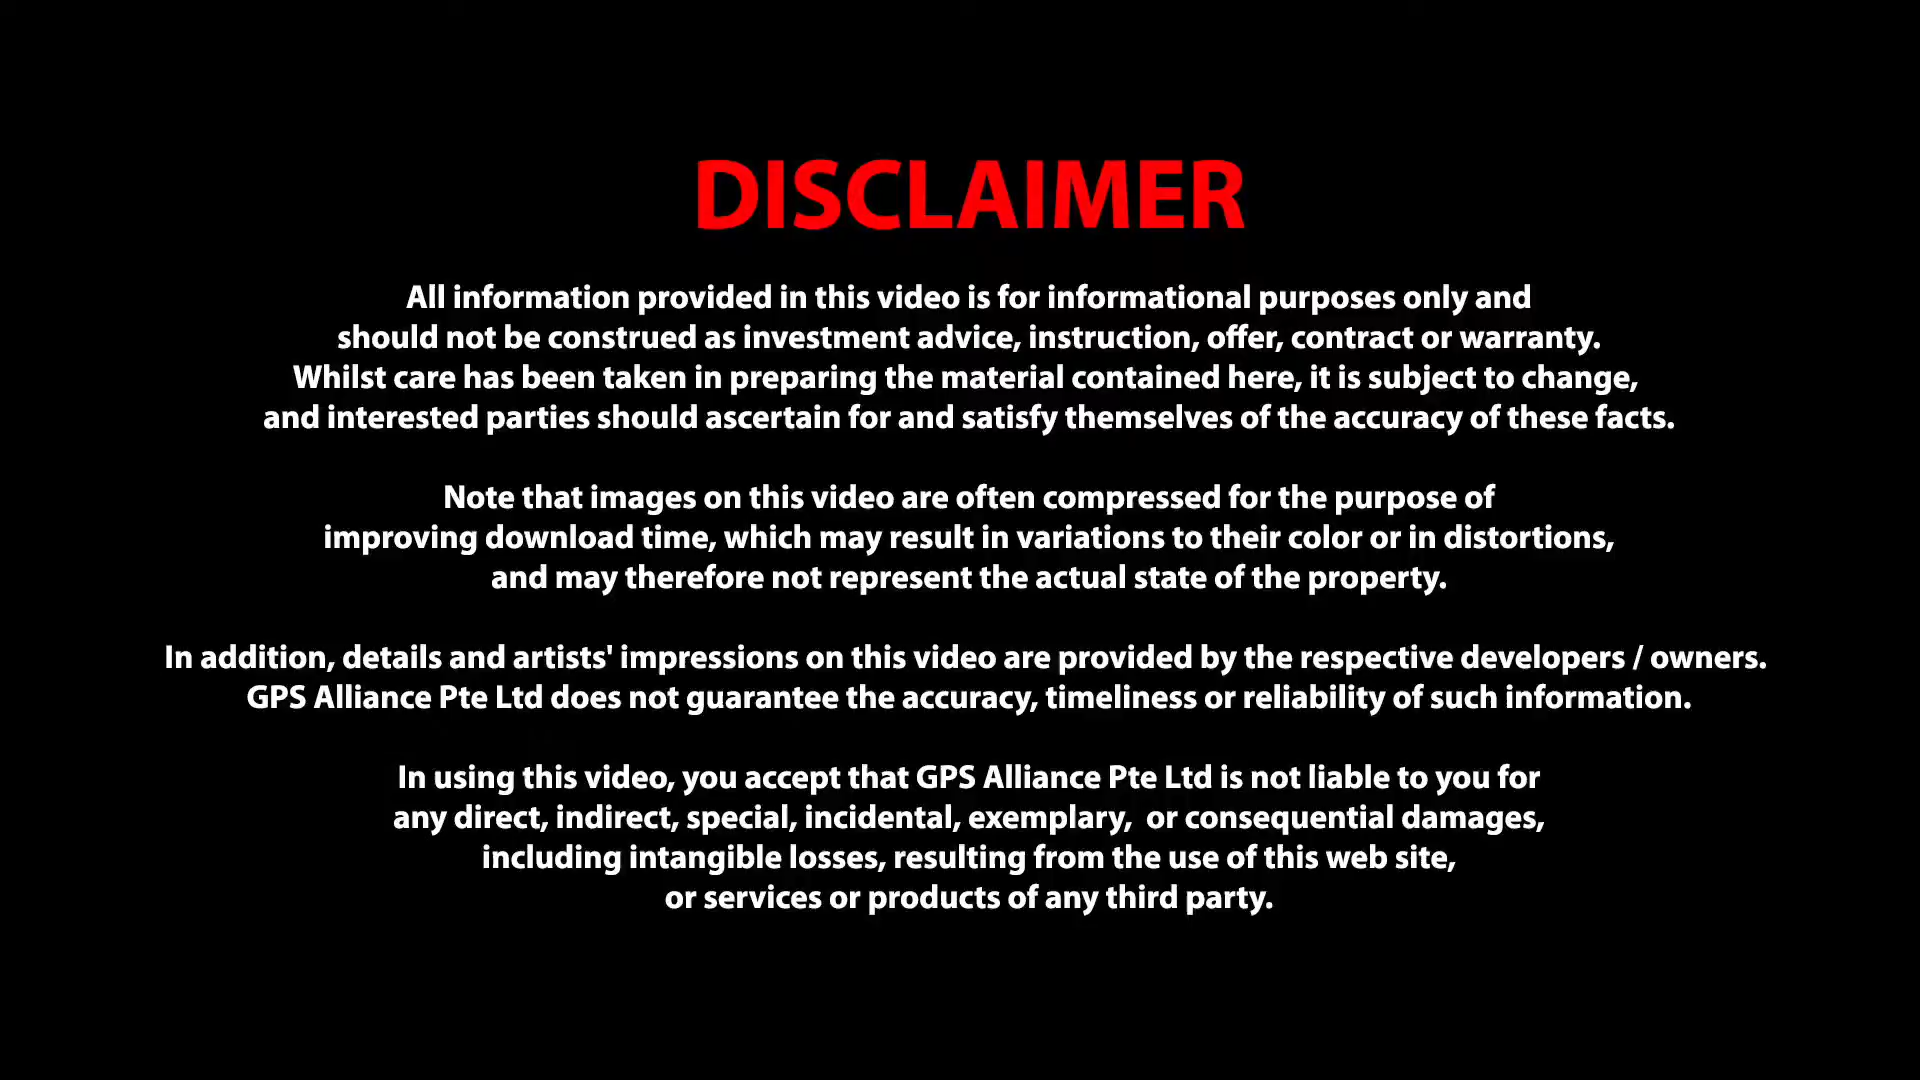 DISCLAIMER
All information provided in this video is for informational purposes only and
should not be construed as investment advice, instruction, offer, contract or warranty.
Whilst care has been taken in preparing the material contained here, it is subject to change,
and interested parties should ascertain for and satisfy themselves of the accuracy of these facts.
Note that images on this video are often compressed for the purpose of
improving download time, which may result in variations to their color or in distortions,
and may therefore not represent the actual state of the property.
In addition, details and artists' impressions on this video are provided by the respective developers / owners.
GPS Alliance Pte Ltd does not guarantee the accuracy, timeliness or reliability of such information.
In using this video, you accept that GPS Alliance Pte Ltd is not liable to you for
any direct, indirect, special, incidental, exemplary,  or consequential damages,
including intangible losses, resulting from the use of this web site,
or services or products of any third party.